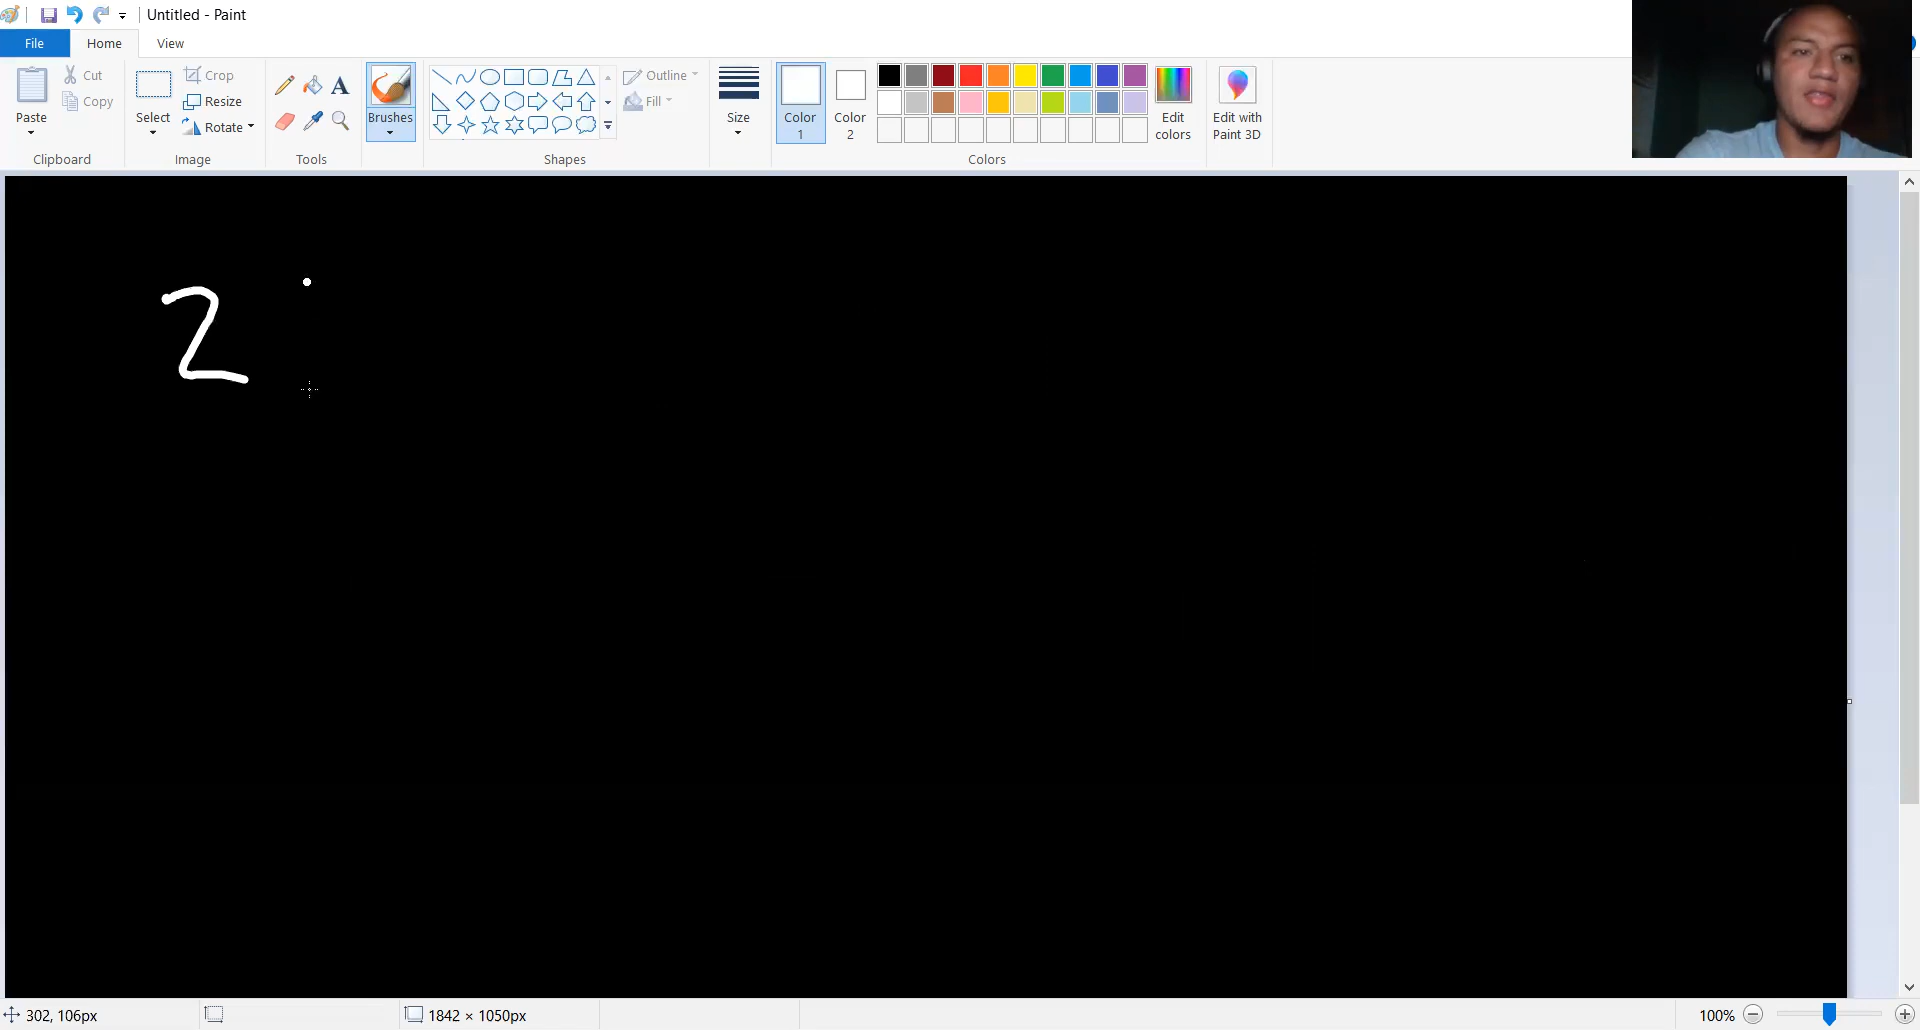 Untitled - Paint
File Home View
Paste Cut Copy Clipboard
Select Crop Resize Rotate Image
Tools
Brushes
Shapes
Outline Fill
Size
Color 1
Color 2
Colors
Edit colors
Edit with Paint 3D
2
302, 106px
1842 × 1050px
100%